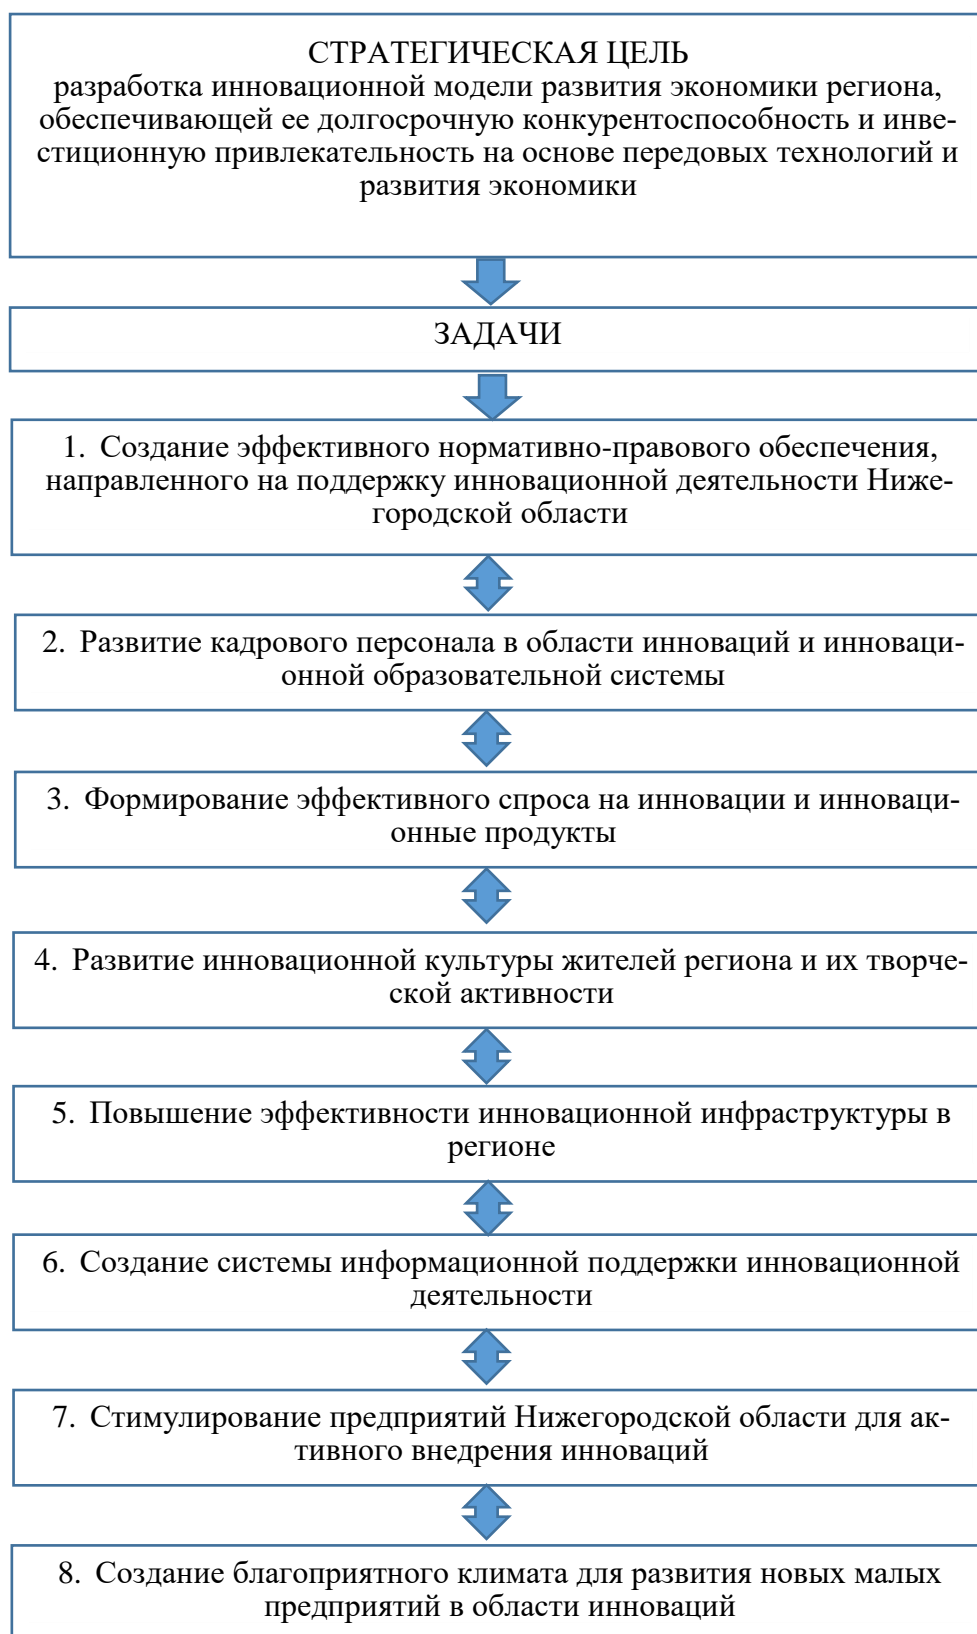 СТРАТЕГИЧЕСКАЯ ЦЕЛЬ
разработка инновационной модели развития экономики региона,
обеспечивающей ее долгосрочную конкурентоспособность и инве-
стиционную привлекательность на основе передовых технологий и
развития экономики
ЗАДАЧИ
1. Создание эффективного нормативно-правового обеспечения,
направленного на поддержку инновационной деятельности Ниже-
городской области
2. Развитие кадрового персонала в области инноваций и инноваци-
онной образовательной системы
3. Формирование эффективного спроса на инновации и инноваци-
онные продукты
4. Развитие инновационной культуры жителей региона и их творче-
ской активности
5. Повышение эффективности инновационной инфраструктуры в
регионе
6. Создание системы информационной поддержки инновационной
деятельности
7. Стимулирование предприятий Нижегородской области для ак-
тивного внедрения инноваций
8. Создание благоприятного климата для развития новых малых
предприятий в области инноваций